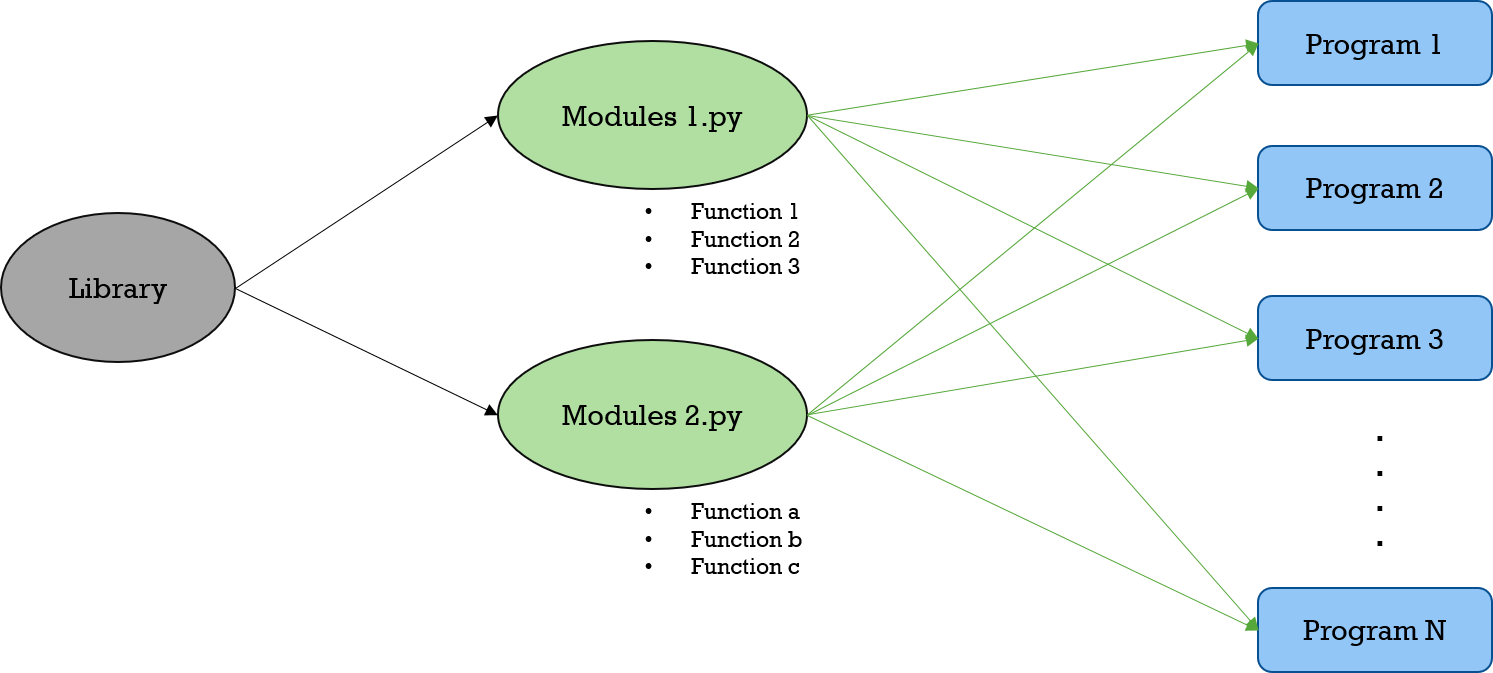 Library
Modules 1.py
• Function 1
• Function 2
• Function 3
Modules 2.py
• Function a
• Function b
• Function c
Program 1
Program 2
Program 3
.
.
.
.
Program N